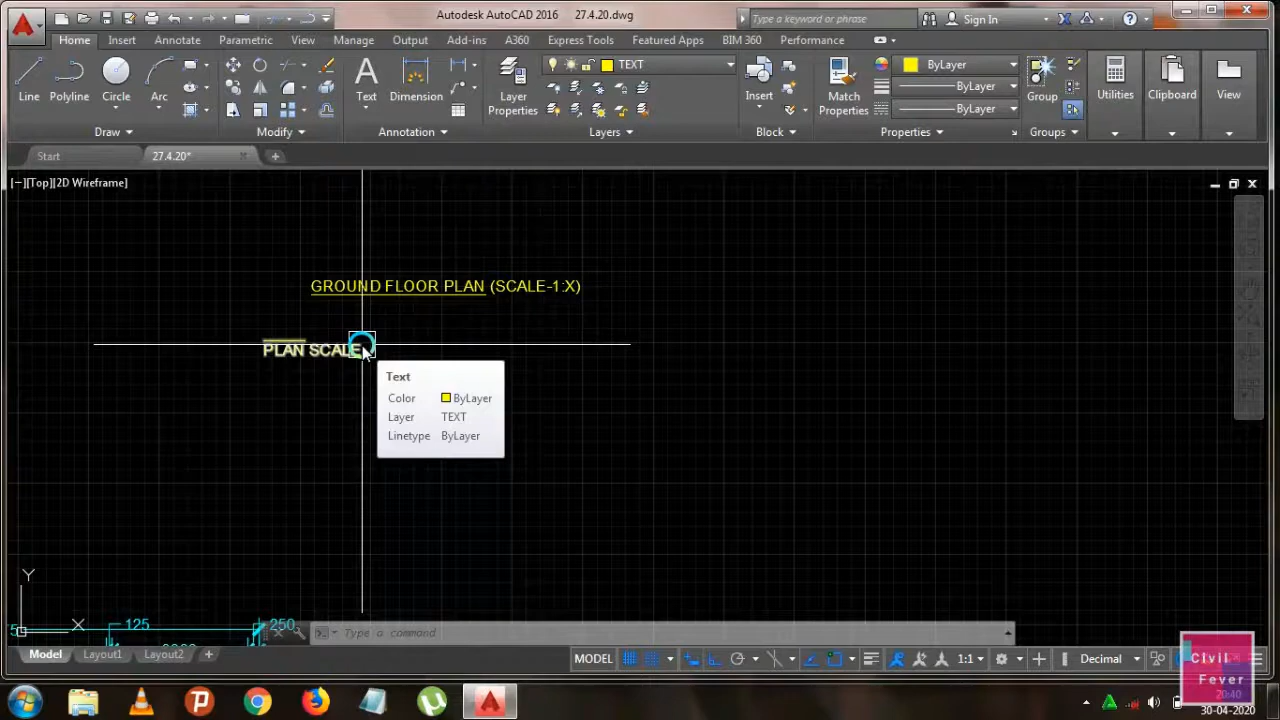 Autodesk AutoCAD 2016 27.4.20.dwg
Type a keyword or phrase
Sign In
Home Insert Annotate Parametric View Manage Output Add-ins A360 Express Tools Featured Apps BIM 360 Performance
TEXT
ByLayer
ByLayer
ByLayer
Line Polyline Circle Arc Text Dimension Layer Properties Insert Match Properties Group Utilities Clipboard View
Draw Modify Annotation Layers Block Properties Groups
Start 27.4.20*
[−][Top][2D Wireframe]
GROUND FLOOR PLAN (SCALE-1:X)
PLAN SCALE
Text
Color ByLayer
Layer TEXT
Linetype ByLayer
Y
X
125 250
Type a command
Model Layout1 Layout2
MODEL 1:1 Decimal
Civil
Fever
20:40
30-04-2020